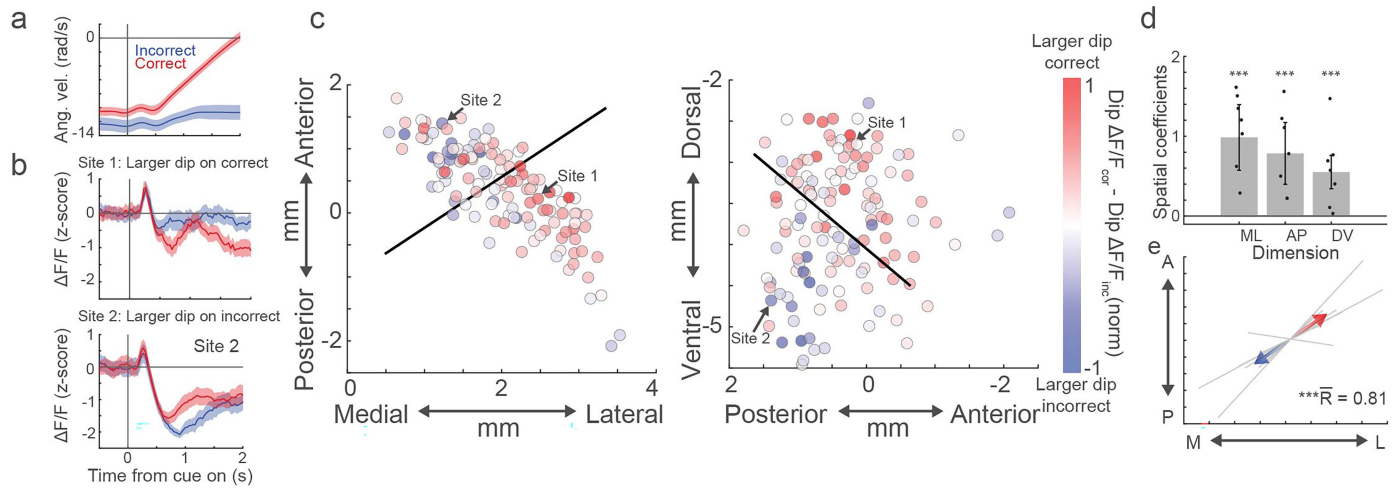 a
Ang. vel. (rad/s)
0
-14
Incorrect
Correct
b
Site 1: Larger dip on correct
ΔF/F (z-score)
1
0
-1
-2
Site 2: Larger dip on incorrect
Site 2
ΔF/F (z-score)
1
0
-1
-2
0
1
2
Time from cue on (s)
c
Anterior
mm
Posterior
2
0
-2
Site 2
Site 1
0
2
4
Medial
Lateral
mm
Dorsal
mm
Ventral
-2
-5
Site 1
Site 2
2
0
-2
Posterior
Anterior
mm
Larger dip
correct
1
-1
Dip ΔF/F cor - Dip ΔF/F inc (norm)
Larger dip
incorrect
d
Spatial coefficients
2
1
0
*** *** ***
ML AP DV
Dimension
e
A
P
***R̅ = 0.81
M
L